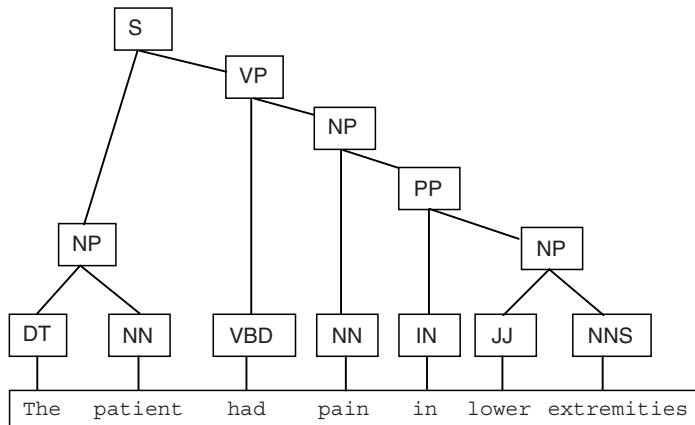 S
VP
NP
PP
NP NP
DT NN VBD NN IN JJ NNS
The patient had pain in lower extremities